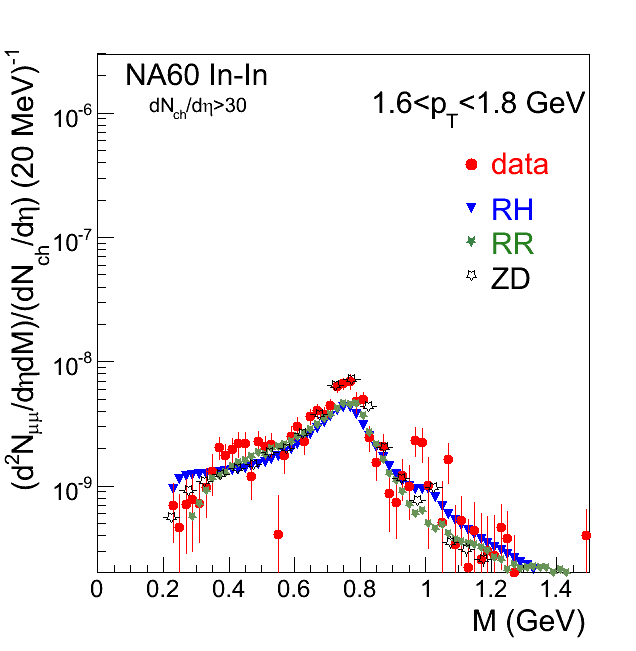 NA60 In-In
dN_ch/dη>30
1.6<p_T<1.8 GeV
data
RH
RR
ZD
(d²N_μμ/dηdM)/(dN_ch/dη) (20 MeV)⁻¹
10⁻⁶
10⁻⁷
10⁻⁸
10⁻⁹
0 0.2 0.4 0.6 0.8 1 1.2 1.4
M (GeV)